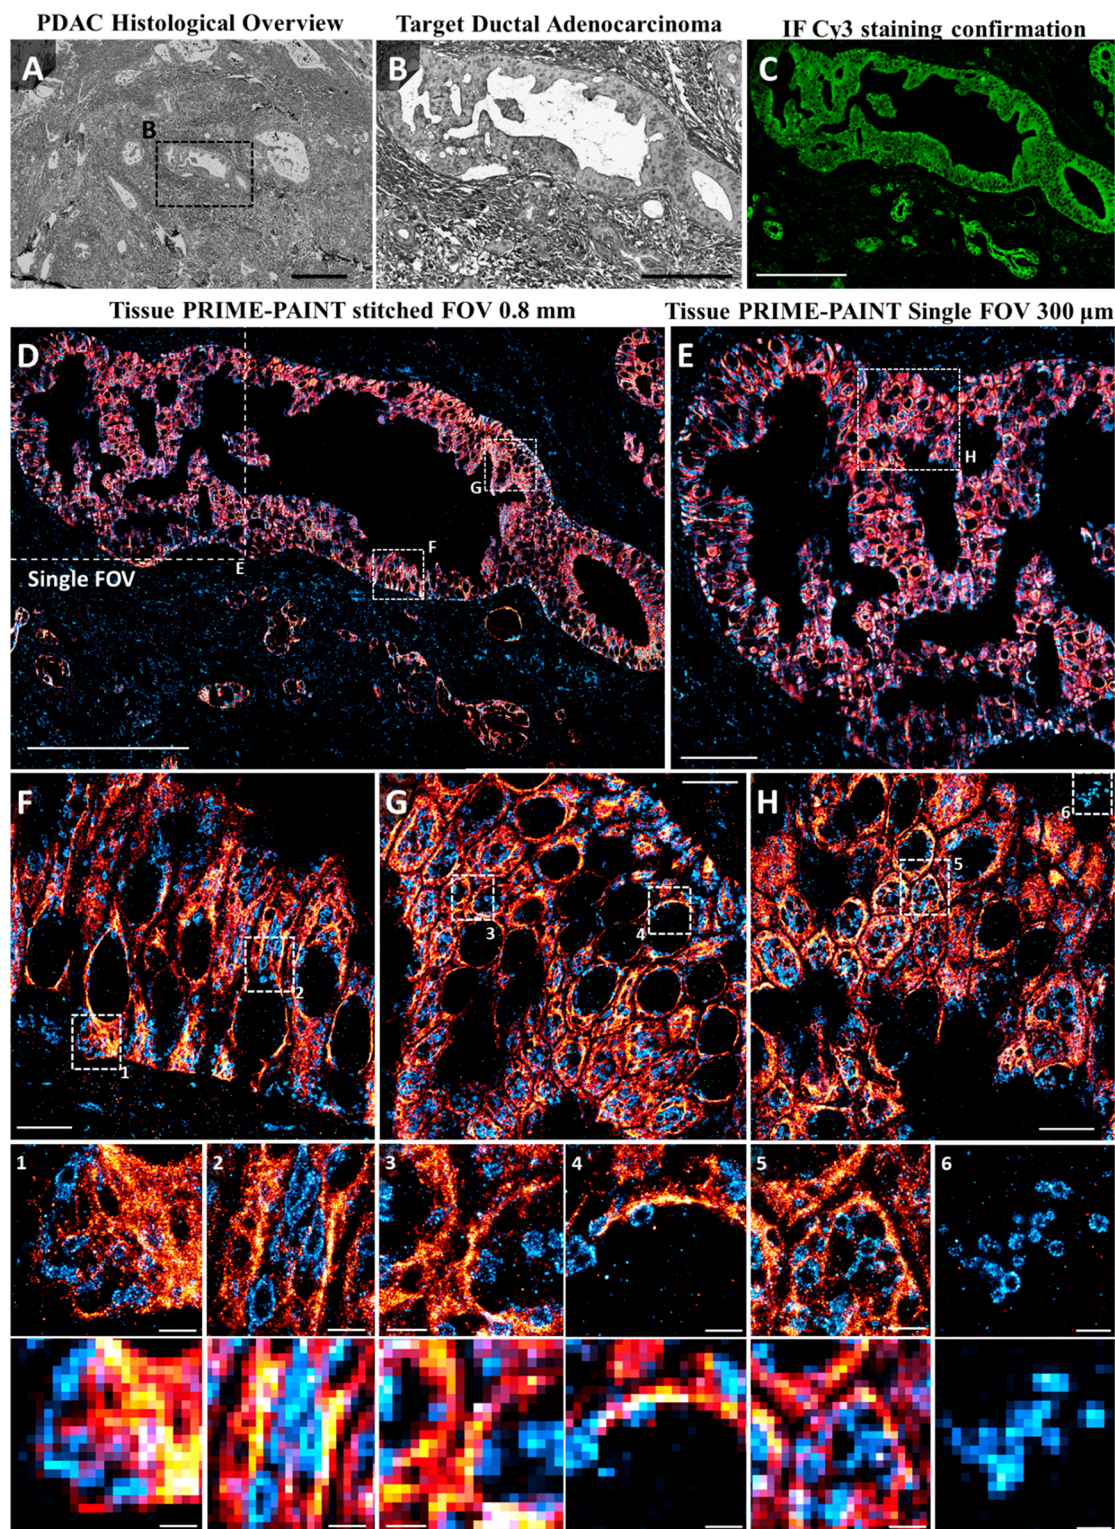 PDAC Histological Overview
Target Ductal Adenocarcinoma
IF Cy3 staining confirmation
A
B
B
C
Tissue PRIME-PAINT stitched FOV 0.8 mm
Tissue PRIME-PAINT Single FOV 300 µm
D
G
F
E
Single FOV
E
H
F
1
2
G
3
4
H
5
6
1
2
3
4
5
6